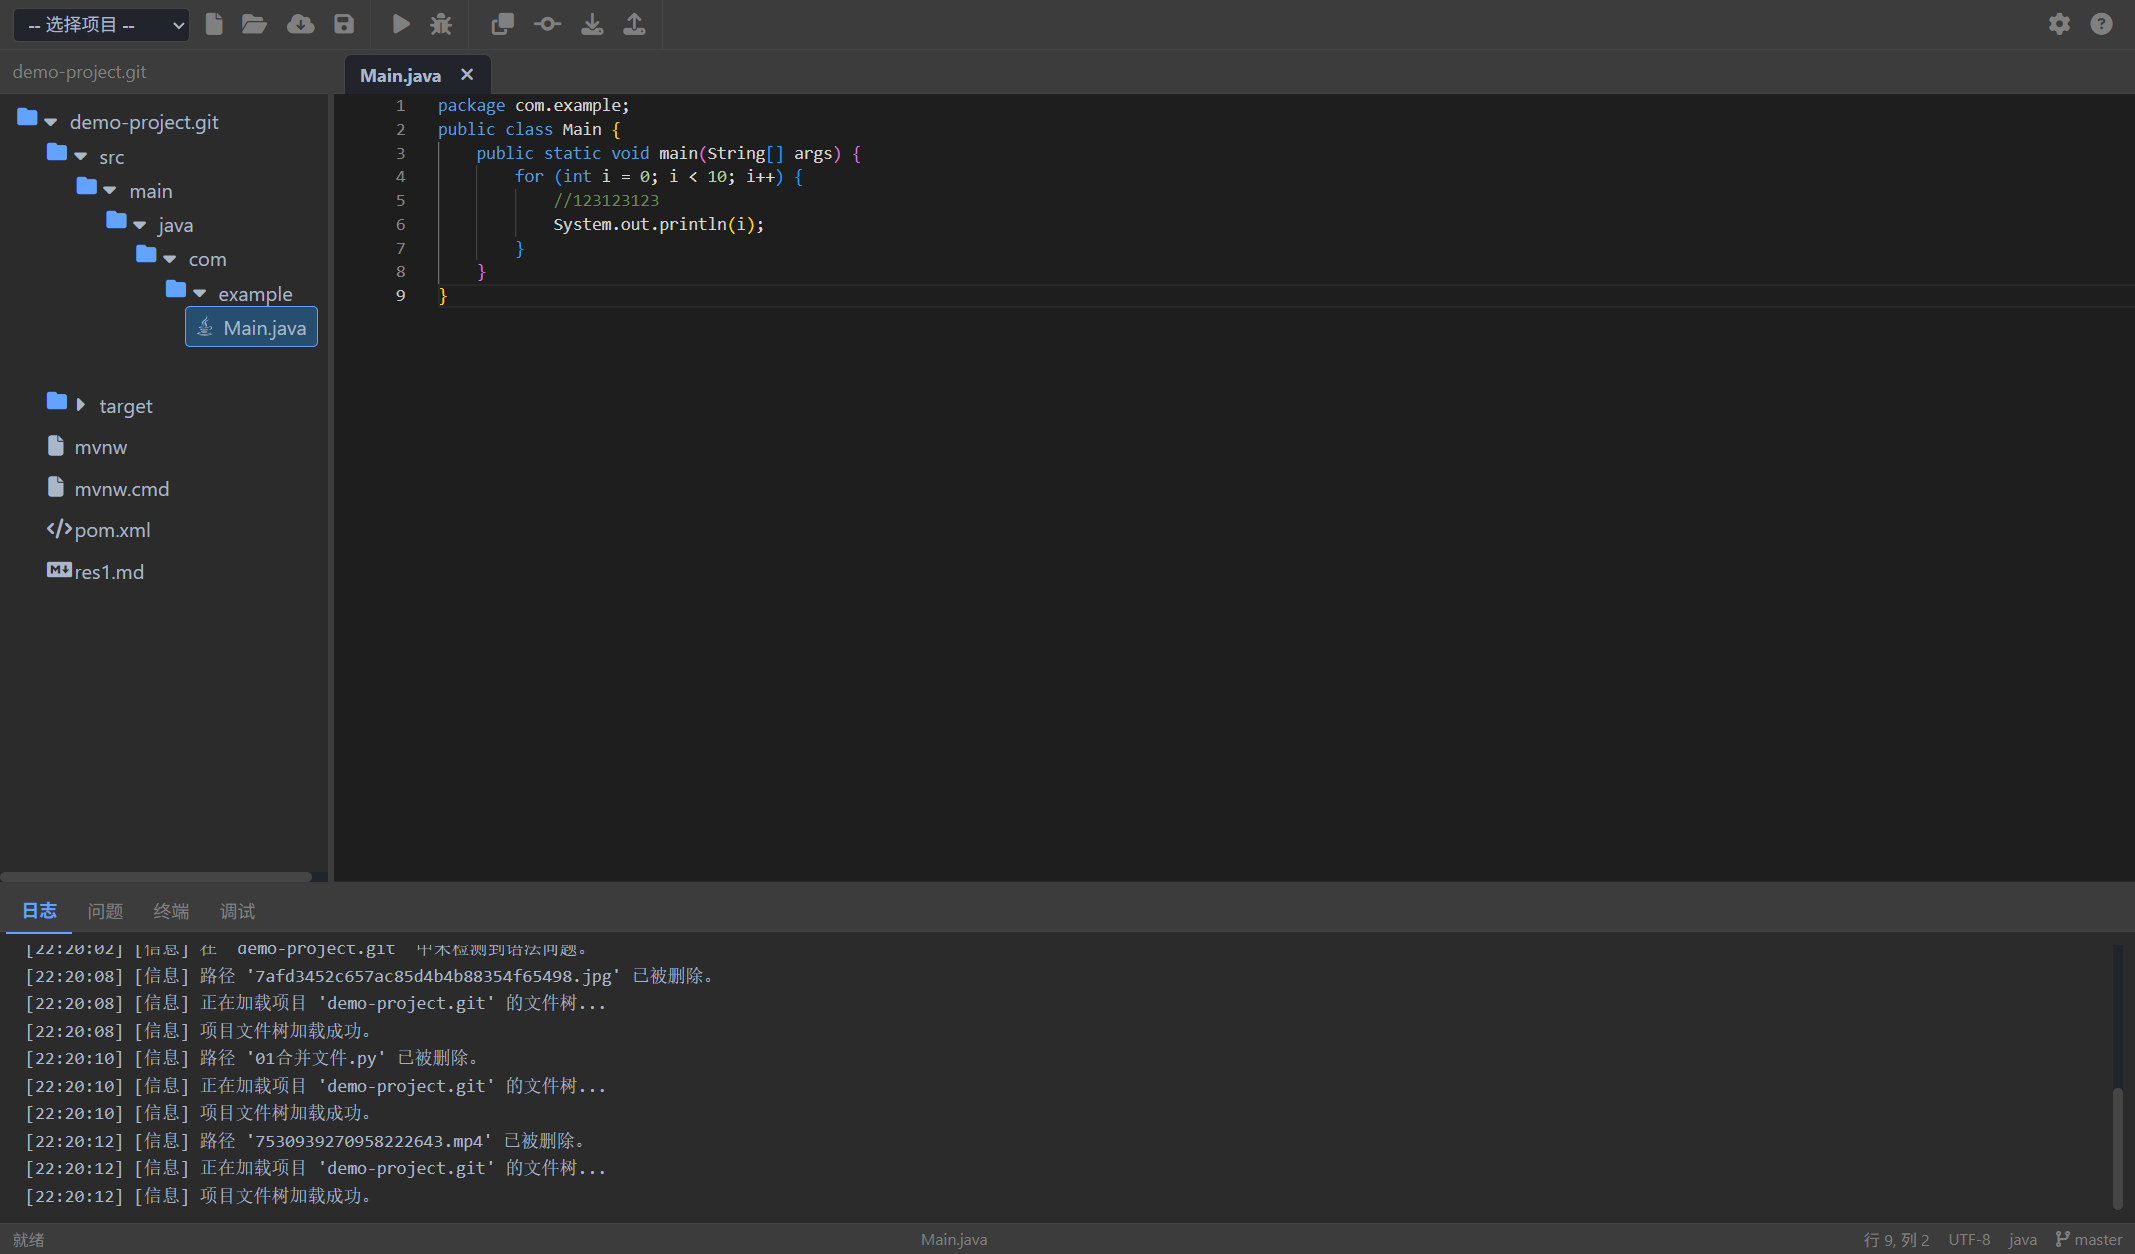 -- 选择项目 --
demo-project.git
Main.java
demo-project.git
src
main
java
com
example
Main.java
target
mvnw
mvnw.cmd
pom.xml
res1.md
1 package com.example;
2 public class Main {
3 public static void main(String[] args) {
4 for (int i = 0; i < 10; i++) {
5 //123123123
6 System.out.println(i);
7 }
8 }
9 }
日志 问题 终端 调试
[22:20:02] [信息] 在 'demo-project.git' 中未检测到语法问题。
[22:20:08] [信息] 路径 '7afd3452c657ac85d4b4b88354f65498.jpg' 已被删除。
[22:20:08] [信息] 正在加载项目 'demo-project.git' 的文件树...
[22:20:08] [信息] 项目文件树加载成功。
[22:20:10] [信息] 路径 '01合并文件.py' 已被删除。
[22:20:10] [信息] 正在加载项目 'demo-project.git' 的文件树...
[22:20:10] [信息] 项目文件树加载成功。
[22:20:12] [信息] 路径 '7530939270958222643.mp4' 已被删除。
[22:20:12] [信息] 正在加载项目 'demo-project.git' 的文件树...
[22:20:12] [信息] 项目文件树加载成功。
就绪 Main.java 行 9, 列 2 UTF-8 java master